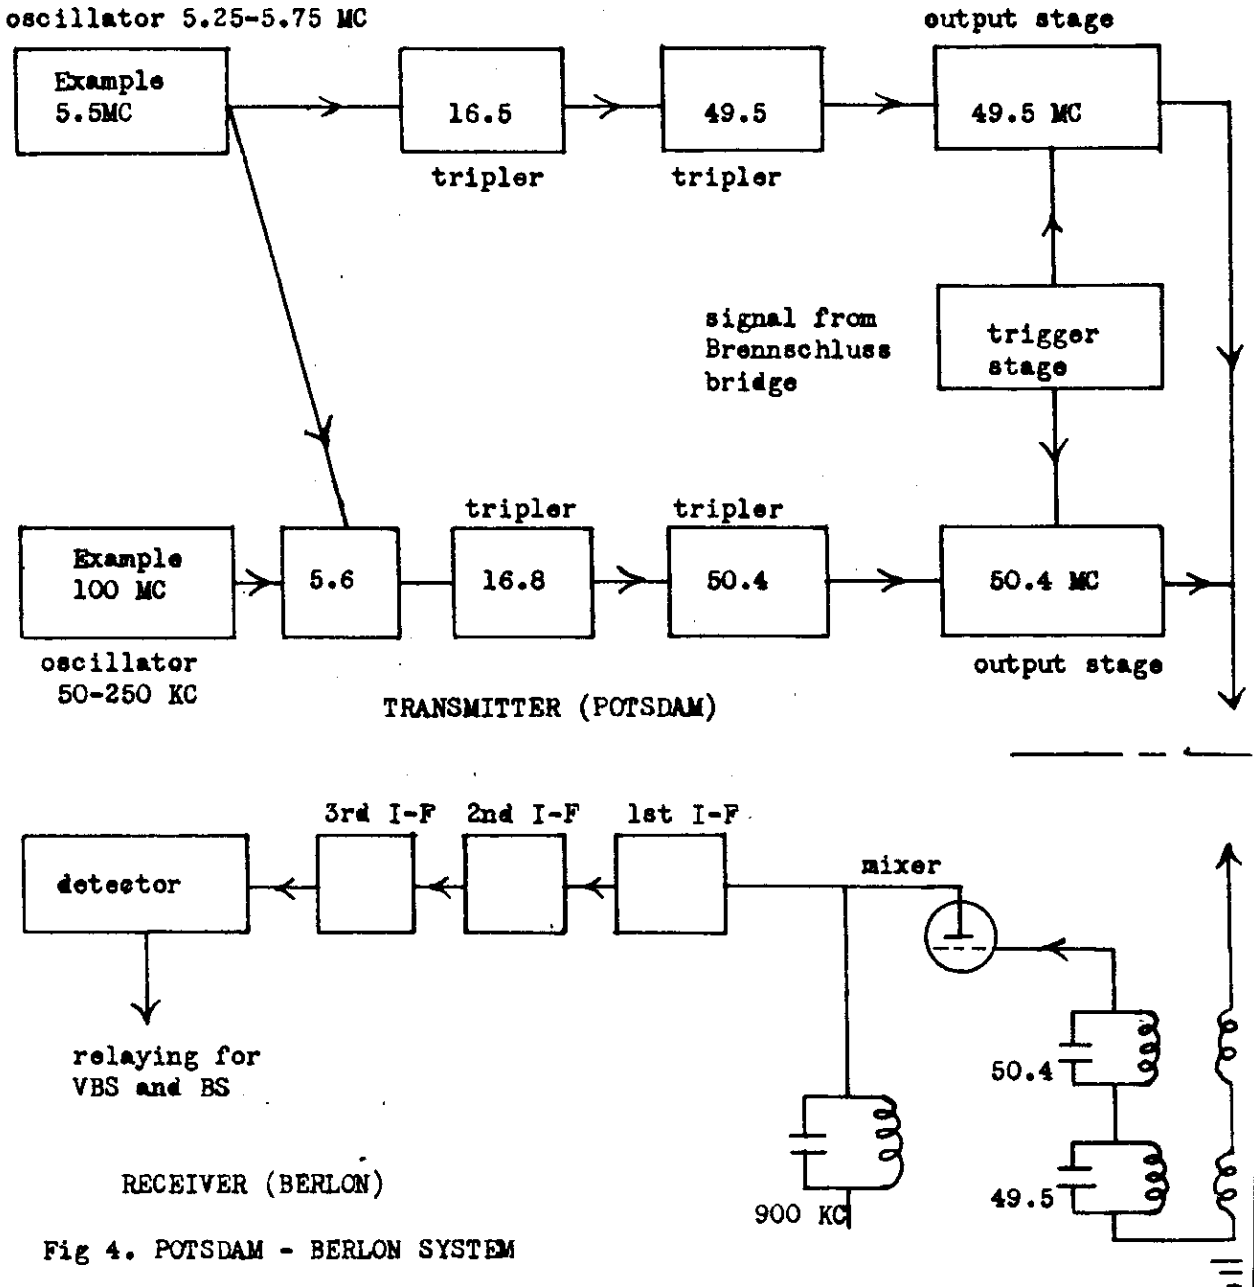 oscillator 5.25-5.75 MC
output stage
Example
5.5MC
16.5
49.5
49.5 MC
tripler
tripler
signal from
Brennschluss
bridge
trigger
stage
tripler
tripler
Example
100 MC
5.6
16.8
50.4
50.4 MC
oscillator
50-250 KC
output stage
TRANSMITTER (POTSDAM)
3rd I-F
2nd I-F
1st I-F
mixer
detector
relaying for
VBS and BS
50.4
49.5
900 KC
RECEIVER (BERLON)
Fig 4. POTSDAM - BERLON SYSTEM